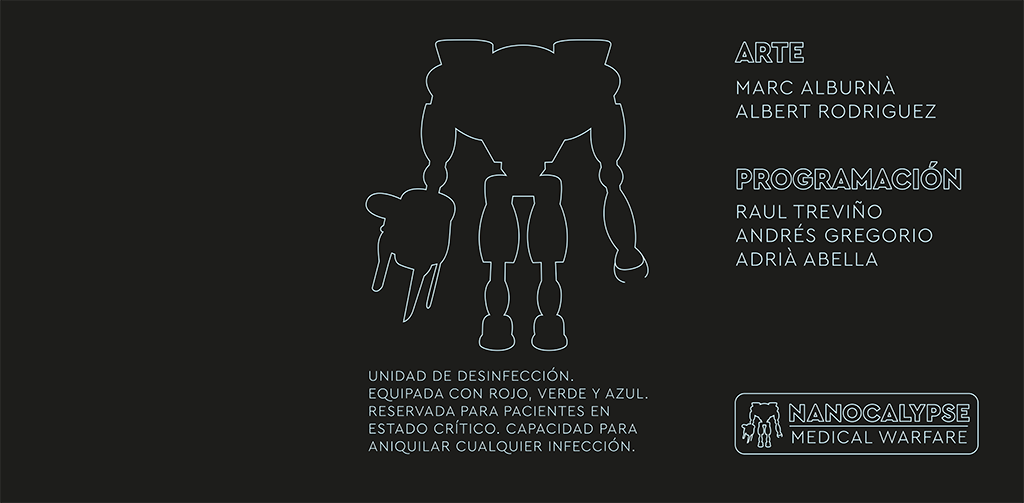 ARTE
MARC ALBURNÀ
ALBERT RODRIGUEZ
PROGRAMACIÓN
RAUL TREVIÑO
ANDRÉS GREGORIO
ADRIÀ ABELLA
UNIDAD DE DESINFECCIÓN.
EQUIPADA CON ROJO, VERDE Y AZUL.
RESERVADA PARA PACIENTES EN
ESTADO CRÍTICO. CAPACIDAD PARA
ANIQUILAR CUALQUIER INFECCIÓN.
NANOCALYPSE
MEDICAL WARFARE